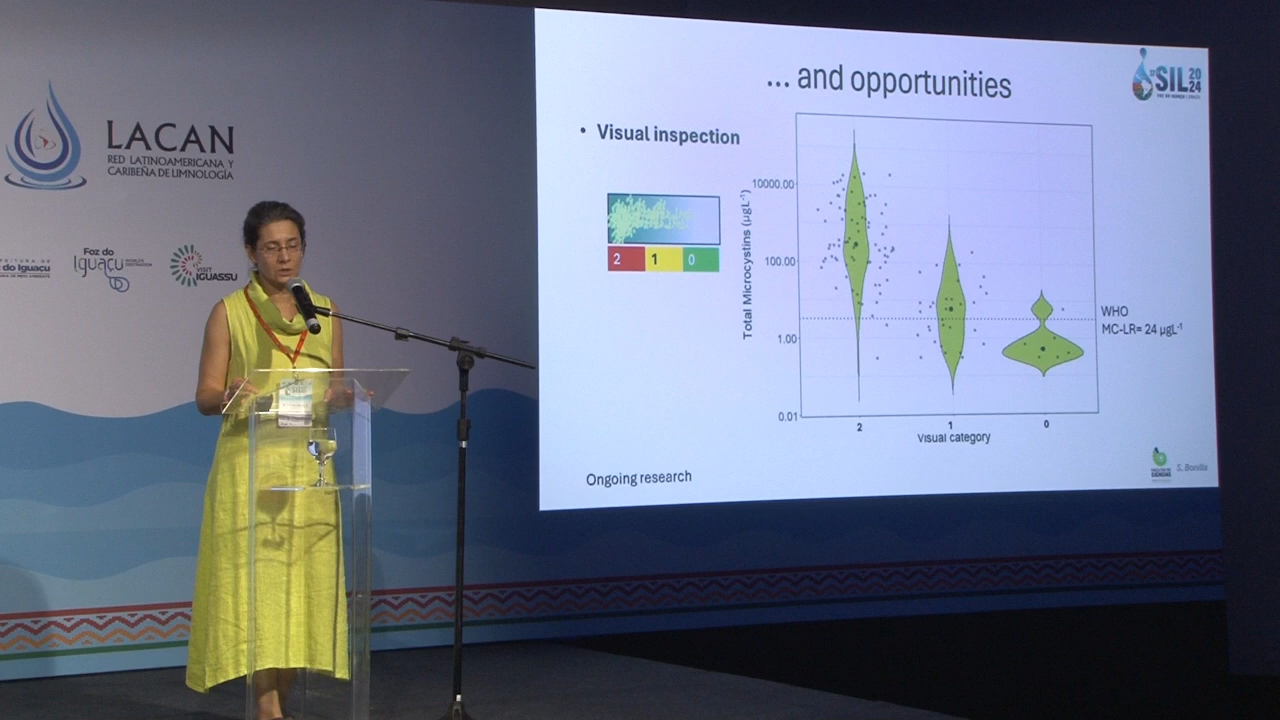 LACAN
RED LATINOAMERICANA Y
CARIBEÑA DE LIMNOLOGÍA
Foz do
Iguaçu
VISIT
IGUASSU
... and opportunities
SIL 2024
• Visual inspection
2 1 0
Total Microcystins (µgL-1)
10000.00
100.00
1.00
0.01
2 1 0
Visual category
WHO
MC-LR= 24 µgL-1
Ongoing research
S. Bonilla